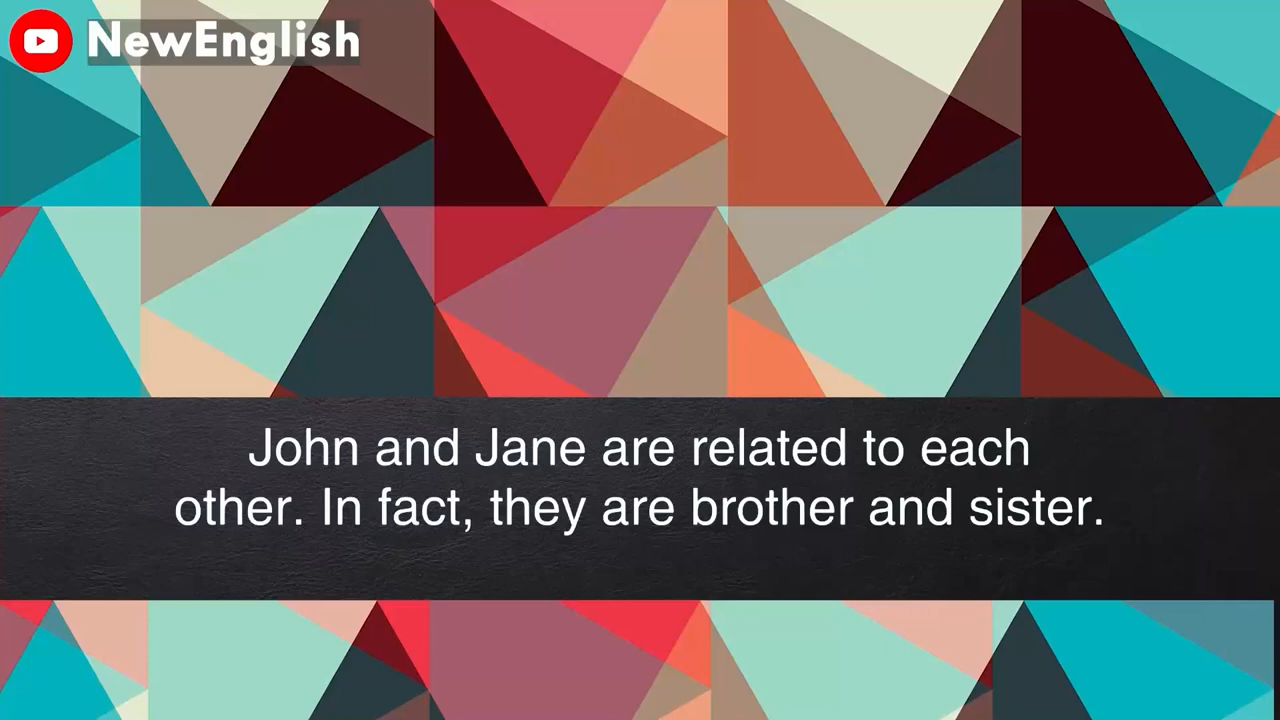 NewEnglish
John and Jane are related to each
other. In fact, they are brother and sister.